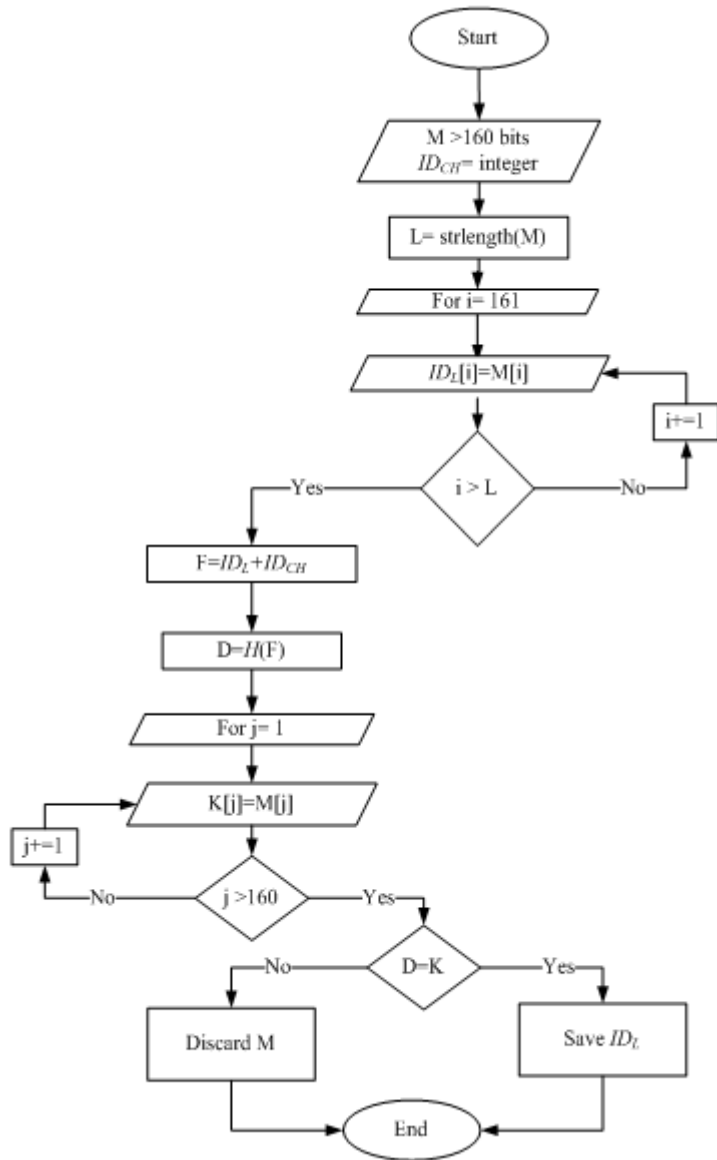 Start
M >160 bits
ID_CH= integer
L= strlength(M)
For i= 161
ID_L[i]=M[i]
i+=1
i > L
Yes
No
F=ID_L+ID_CH
D=H(F)
For j= 1
K[j]=M[j]
j+=1
j >160
No
Yes
D=K
No
Yes
Discard M
Save ID_L
End